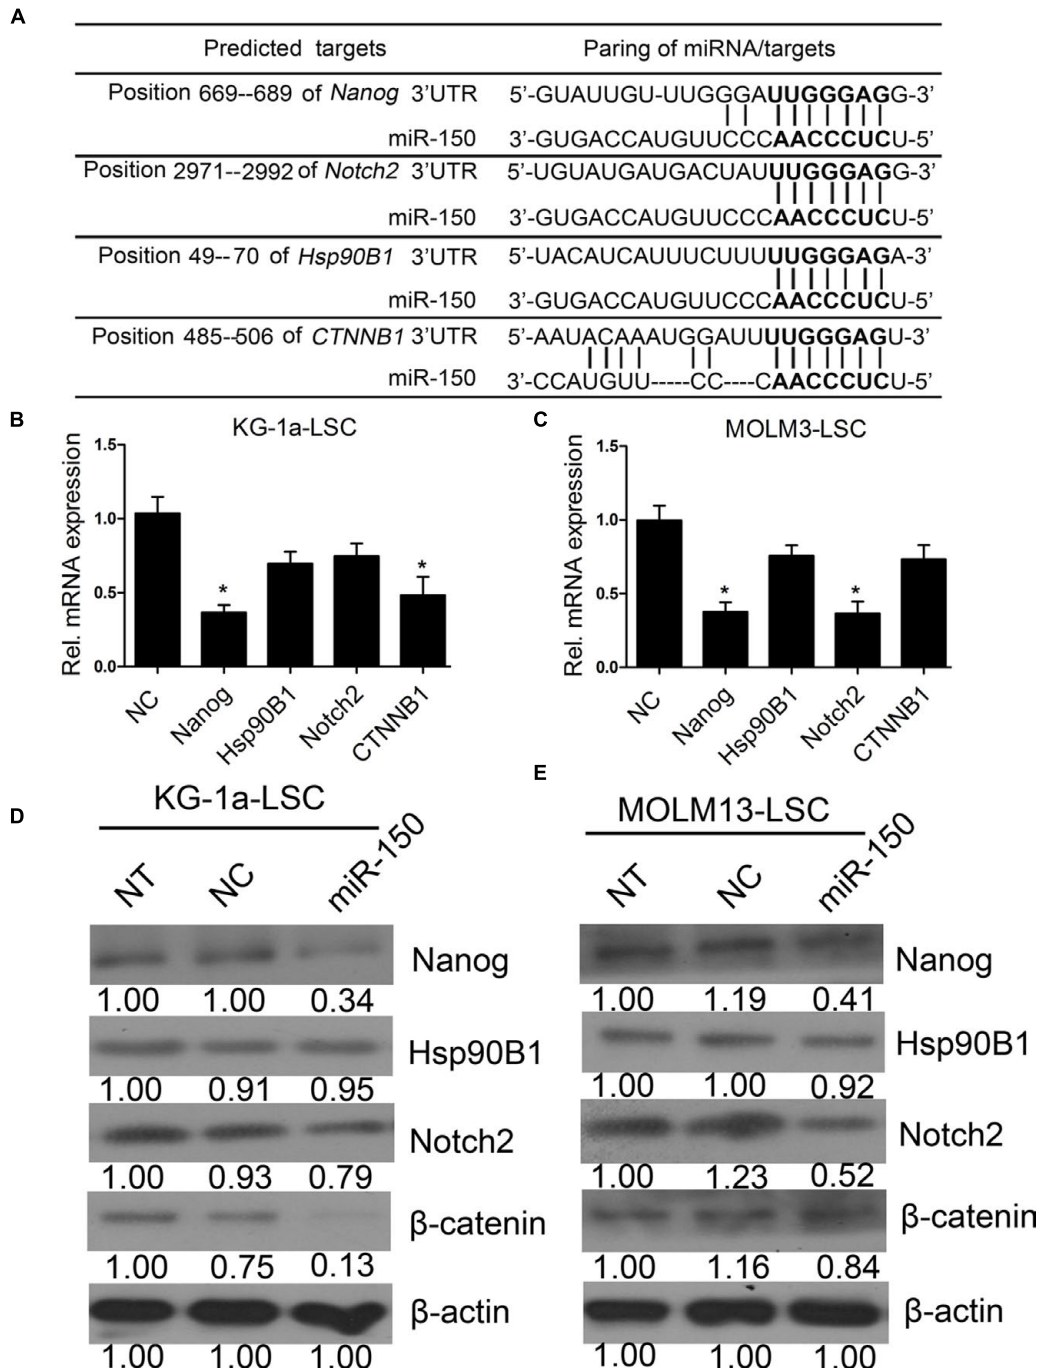 A
Predicted targets Paring of miRNA/targets
Position 669--689 of Nanog 3'UTR 5'-GUAUUGU-UUGGGAUUGGGAGG-3'
miR-150 3'-GUGACCAUGUUCCCAACCCUCU-5'
Position 2971--2992 of Notch2 3'UTR 5'-UGUAUGAUGACUAUUUGGGAGG-3'
miR-150 3'-GUGACCAUGUUCCCAACCCUCU-5'
Position 49--70 of Hsp90B1 3'UTR 5'-UACAUCAUUUCUUUUUGGGAGA-3'
miR-150 3'-GUGACCAUGUUCCCAACCCUCU-5'
Position 485--506 of CTNNB1 3'UTR 5'-AAUACAAAUGGAUUUUGGGAGU-3'
miR-150 3'-CCAUGUU-----CC----CAACCCUCU-5'
B
KG-1a-LSC
Rel. mRNA expression
1.5
1.0
0.5
0.0
* *
NC Nanog Hsp90B1 Notch2 CTNNB1
C
MOLM3-LSC
Rel. mRNA expression
1.5
1.0
0.5
0.0
* *
NC Nanog Hsp90B1 Notch2 CTNNB1
D
KG-1a-LSC
NT NC miR-150
Nanog
1.00 1.00 0.34
Hsp90B1
1.00 0.91 0.95
Notch2
1.00 0.93 0.79
β-catenin
1.00 0.75 0.13
β-actin
1.00 1.00 1.00
E
MOLM13-LSC
NT NC miR-150
Nanog
1.00 1.19 0.41
Hsp90B1
1.00 1.00 0.92
Notch2
1.00 1.23 0.52
β-catenin
1.00 1.16 0.84
β-actin
1.00 1.00 1.00